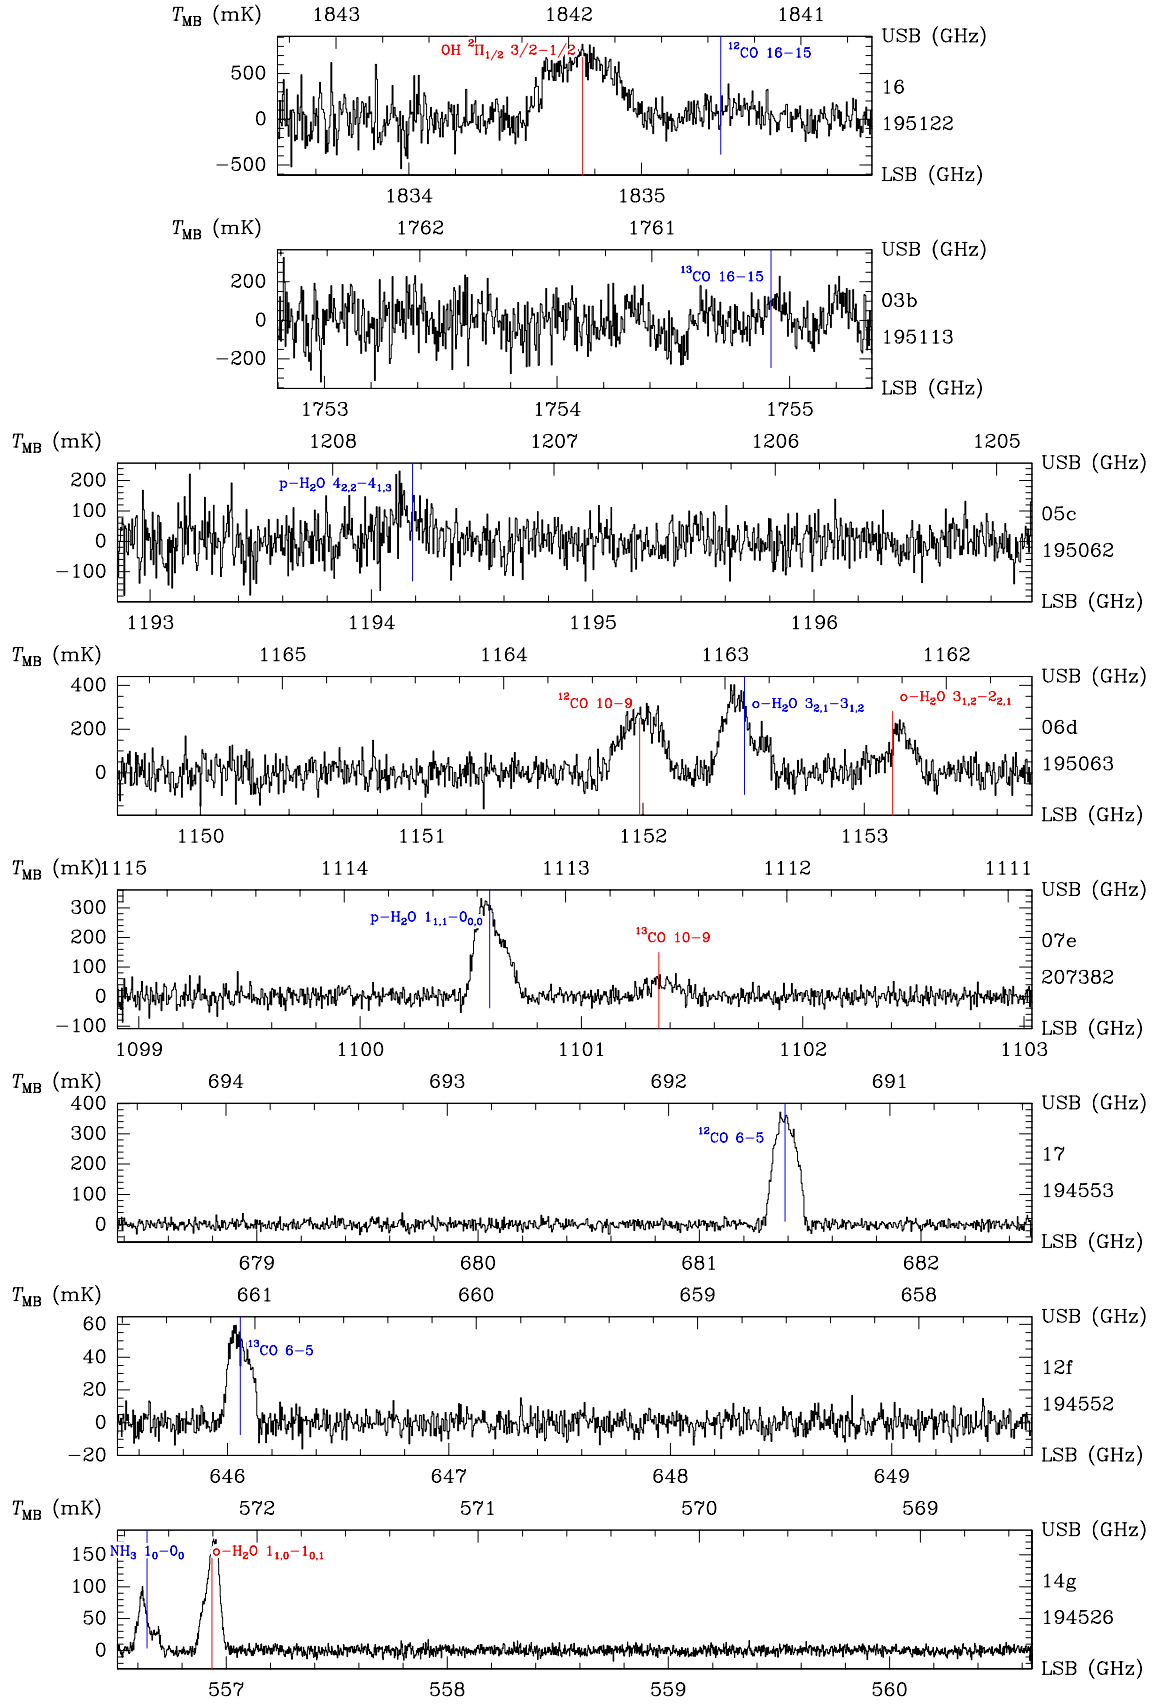 T_MB (mK) 1843 1842 1841 USB (GHz)
OH ²Π₁/₂ 3/2−1/2 ¹²CO 16−15
500
0
−500
16
195122
1834 1835 LSB (GHz)
T_MB (mK) 1762 1761 USB (GHz)
¹³CO 16−15
200
0
−200
03b
195113
1753 1754 1755 LSB (GHz)
T_MB (mK) 1208 1207 1206 1205 USB (GHz)
p−H₂O 4₂,₂−4₁,₃
200
100
0
−100
05c
195062
1193 1194 1195 1196 LSB (GHz)
T_MB (mK) 1165 1164 1163 1162 USB (GHz)
¹²CO 10−9 o−H₂O 3₂,₁−3₁,₂ o−H₂O 3₁,₂−2₂,₁
400
200
0
06d
195063
1150 1151 1152 1153 LSB (GHz)
T_MB (mK) 1115 1114 1113 1112 1111 USB (GHz)
p−H₂O 1₁,₁−0₀,₀ ¹³CO 10−9
300
200
100
0
−100
07e
207382
1099 1100 1101 1102 1103 LSB (GHz)
T_MB (mK) 694 693 692 691 USB (GHz)
¹²CO 6−5
400
300
200
100
0
17
194553
679 680 681 682 LSB (GHz)
T_MB (mK) 661 660 659 658 USB (GHz)
¹³CO 6−5
60
40
20
0
−20
12f
194552
646 647 648 649 LSB (GHz)
T_MB (mK) 572 571 570 569 USB (GHz)
NH₃ 1₀−0₀ o−H₂O 1₁,₀−1₀,₁
150
100
50
0
14g
194526
557 558 559 560 LSB (GHz)